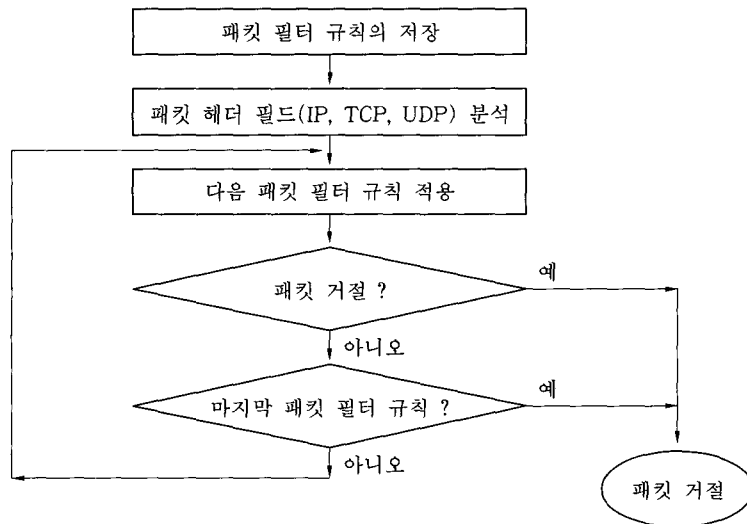 패킷 필터 규칙의 저장
패킷 헤더 필드(IP, TCP, UDP) 분석
다음 패킷 필터 규칙 적용
예
패킷 거절 ?
아니오
예
마지막 패킷 필터 규칙 ?
아니오
패킷 거절